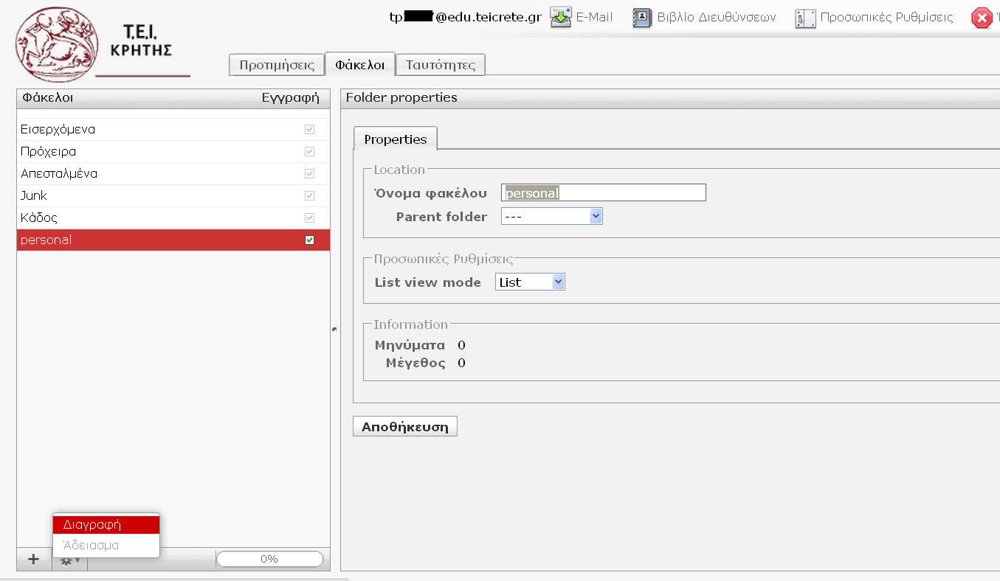 tp @edu.teicrete.gr E-Mail Βιβλίο Διευθύνσεων Προσωπικές Ρυθμίσεις
Τ.Ε.Ι.
ΚΡΗΤΗΣ
Προτιμήσεις Φάκελοι Ταυτότητες
Φάκελοι Εγγραφή
Εισερχόμενα
Πρόχειρα
Απεσταλμένα
Junk
Κάδος
personal
Διαγραφή
Άδειασμα
0%
Folder properties
Properties
Location
Όνομα φακέλου personal
Parent folder ---
Προσωπικές Ρυθμίσεις
List view mode List
Information
Μηνύματα 0
Μέγεθος 0
Αποθήκευση